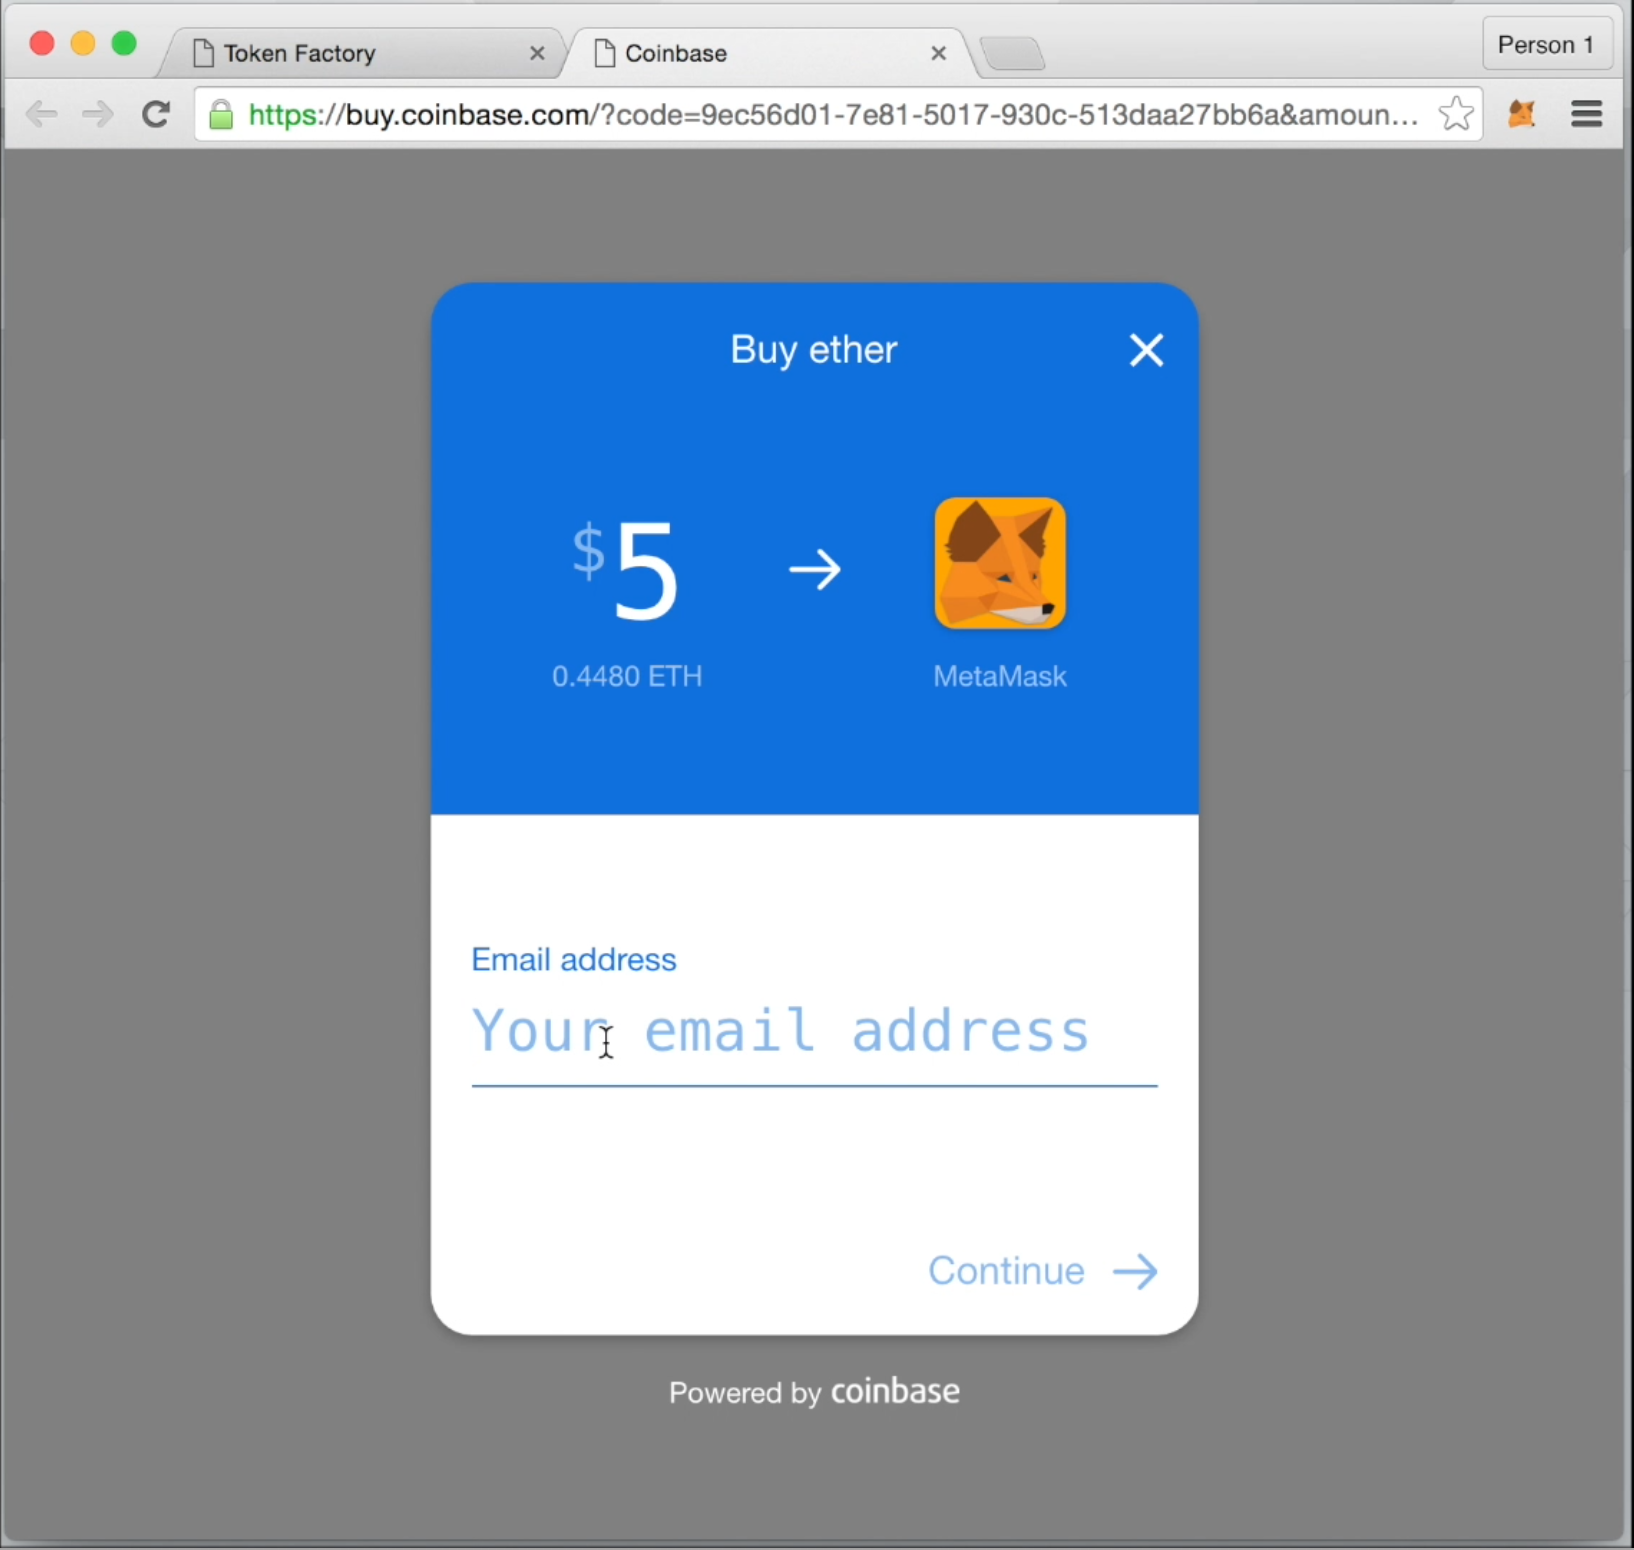 Token Factory
Coinbase
Person 1
https://buy.coinbase.com/?code=9ec56d01-7e81-5017-930c-513daa27bb6a&amoun...
Buy ether
$5
0.4480 ETH
MetaMask
Email address
Your email address
Continue
Powered by coinbase